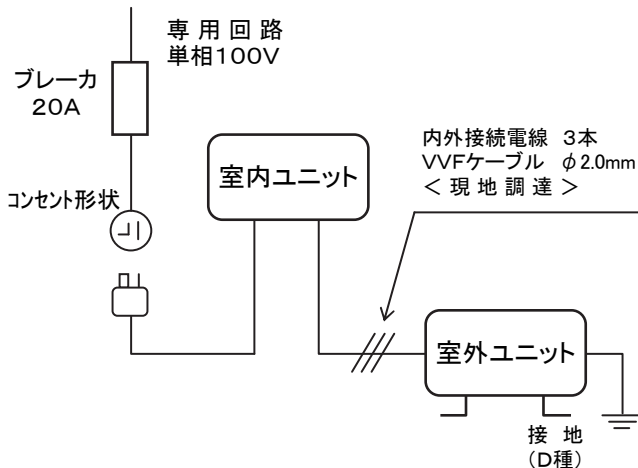 専用回路
単相100V
ブレーカ
20A
内外接続電線 3本
VVFケーブル φ2.0mm
<現地調達>
室内ユニット
コンセント形状
室外ユニット
接地
(D種)